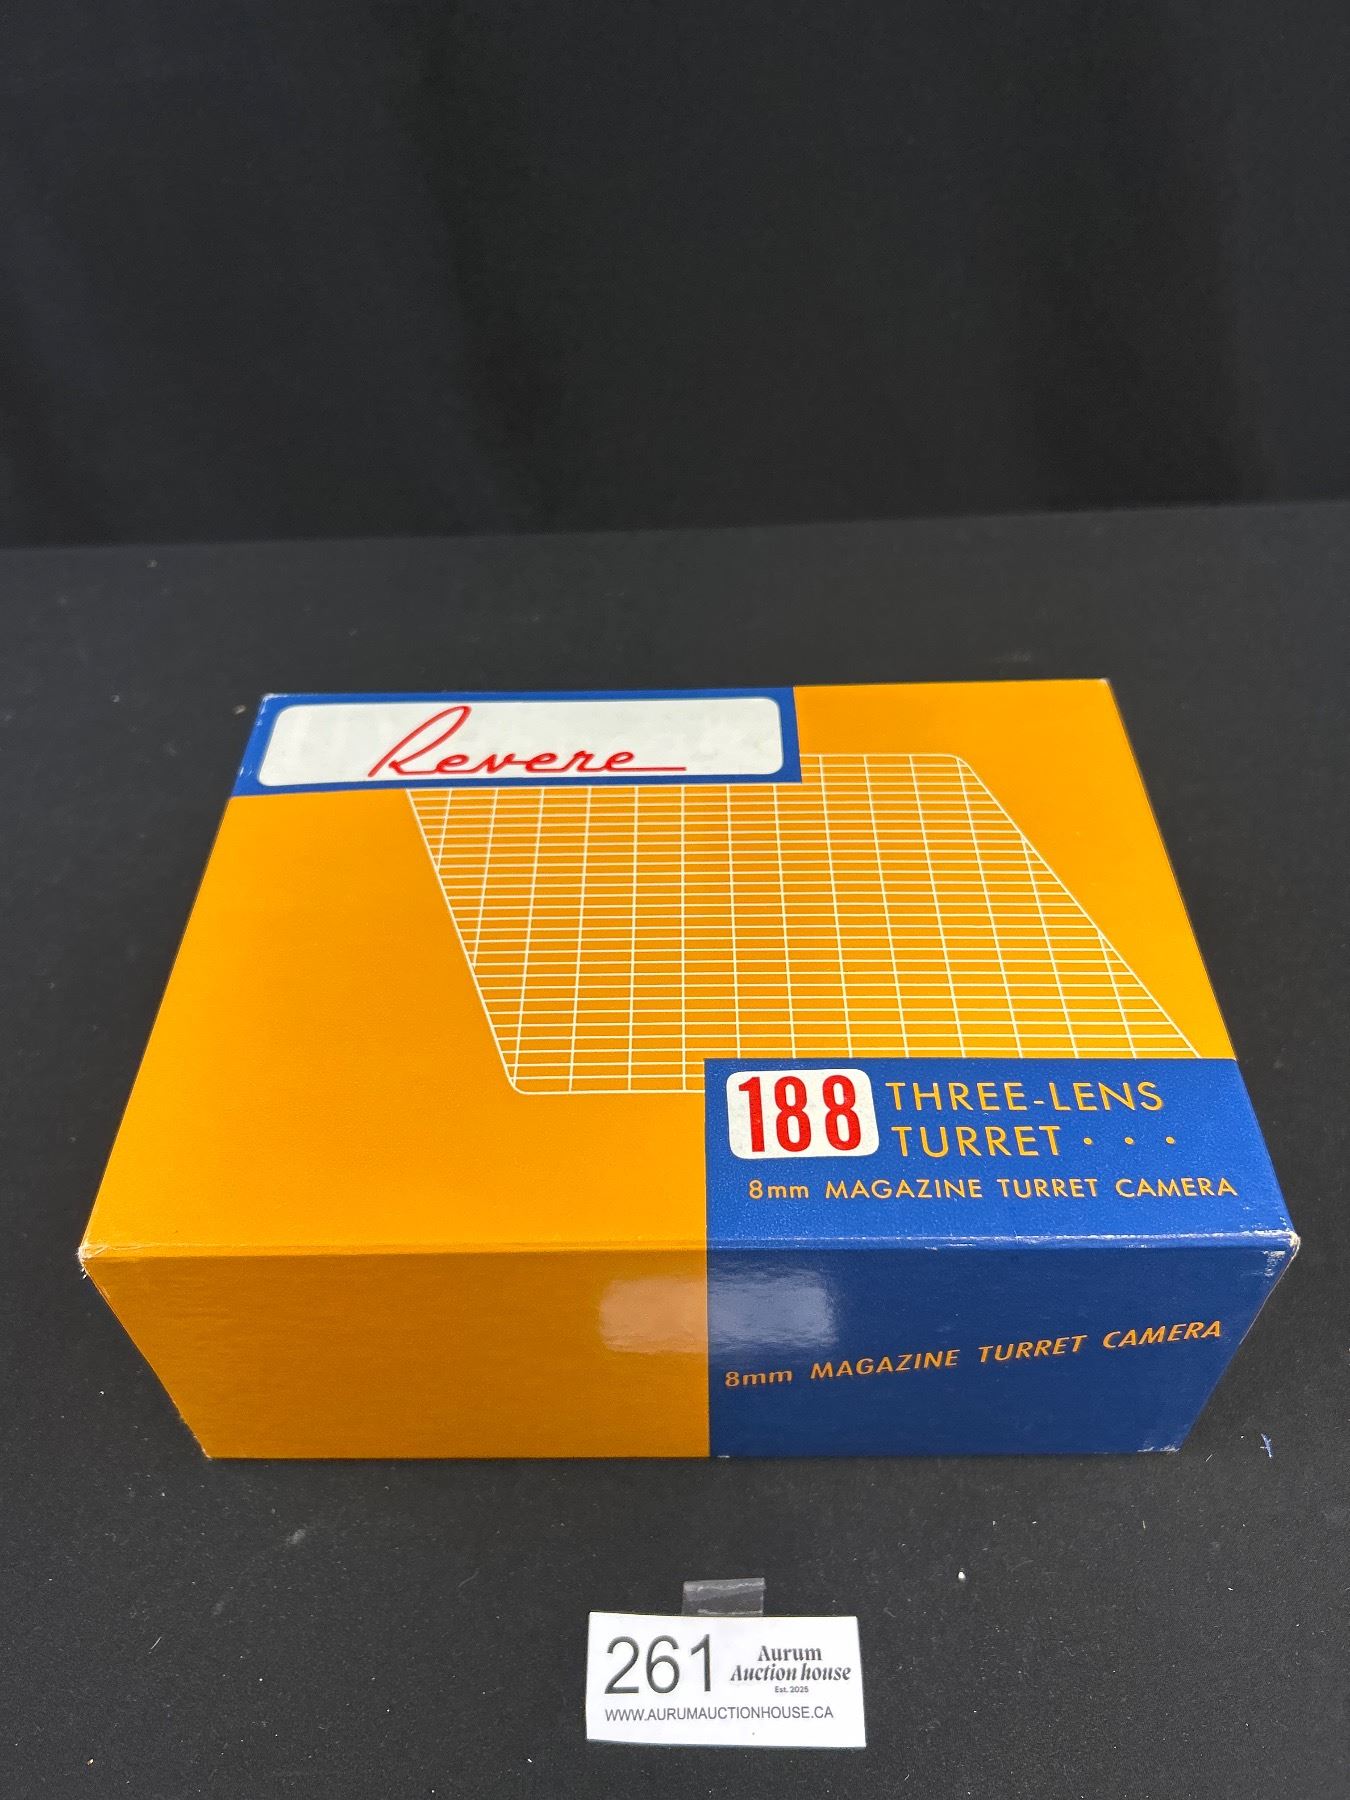 Revere
188 THREE-LENS
TURRET...
8mm MAGAZINE TURRET CAMERA
8mm MAGAZINE TURRET CAMERA
261
Aurum
Auction house
Est. 2025
WWW.AURUMAUCTIONHOUSE.CA